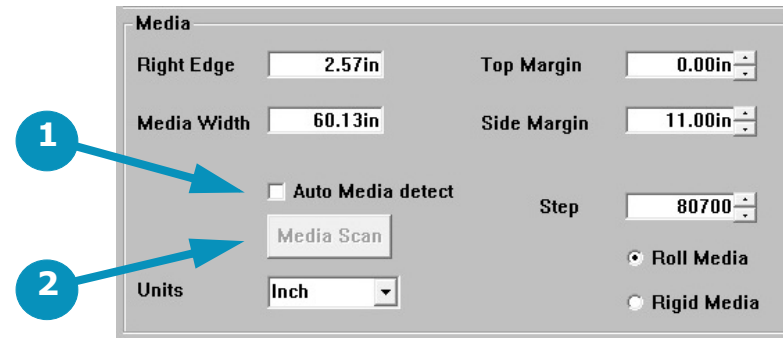 Media
Right Edge 2.57in Top Margin 0.00in
Media Width 60.13in Side Margin 11.00in
1
Auto Media detect
Step 80700
Media Scan
Roll Media
2
Units Inch
Rigid Media